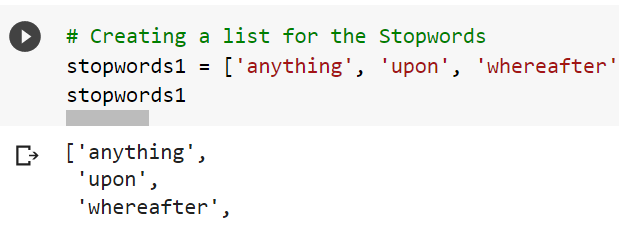 # Creating a list for the Stopwords
stopwords1 = ['anything', 'upon', 'whereafter'
stopwords1
['anything',
'upon',
'whereafter',